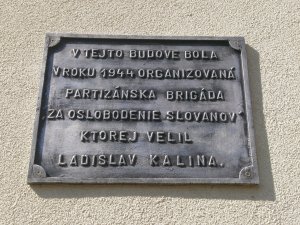 V TEJTO BUDOVE BOLA
V ROKU 1944 ORGANIZOVANÁ
PARTIZÁNSKA BRIGÁDA
„ZA OSLOBODENIE SLOVANOV“
KTOREJ VELIL
LADISLAV KALINA.